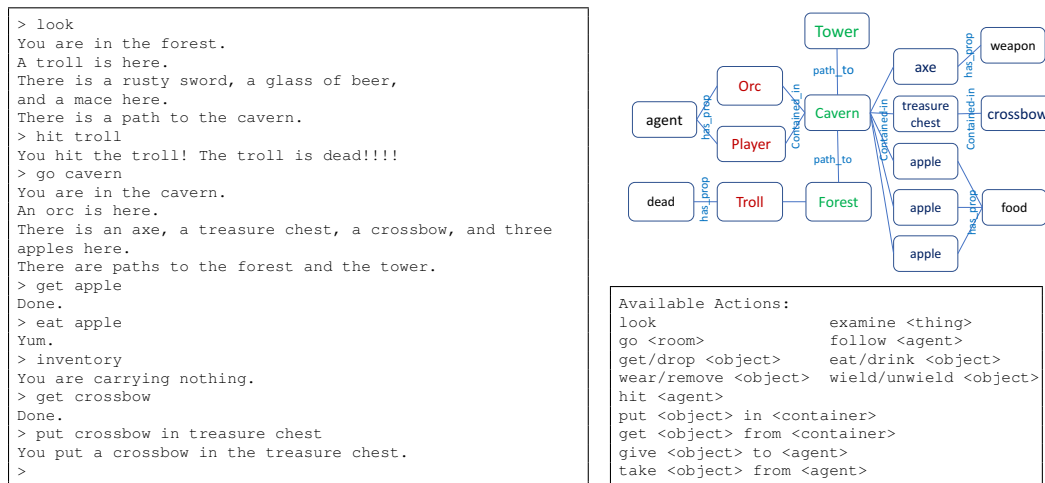 > look
You are in the forest.
A troll is here.
There is a rusty sword, a glass of beer,
and a mace here.
There is a path to the cavern.
> hit troll
You hit the troll! The troll is dead!!!!
> go cavern
You are in the cavern.
An orc is here.
There is an axe, a treasure chest, a crossbow, and three
apples here.
There are paths to the forest and the tower.
> get apple
Done.
> eat apple
Yum.
> inventory
You are carrying nothing.
> get crossbow
Done.
> put crossbow in treasure chest
You put a crossbow in the treasure chest.
>
Tower
path_to
axe
has_prop
weapon
Orc
agent
has_prop
Player
Contained_in
Cavern
Contained-in
treasure
chest
Contained-in
crossbow
path_to
apple
dead
has_prop
Troll
Forest
apple
has_prop
food
apple
Available Actions:
look examine <thing>
go <room> follow <agent>
get/drop <object> eat/drink <object>
wear/remove <object> wield/unwield <object>
hit <agent>
put <object> in <container>
get <object> from <container>
give <object> to <agent>
take <object> from <agent>